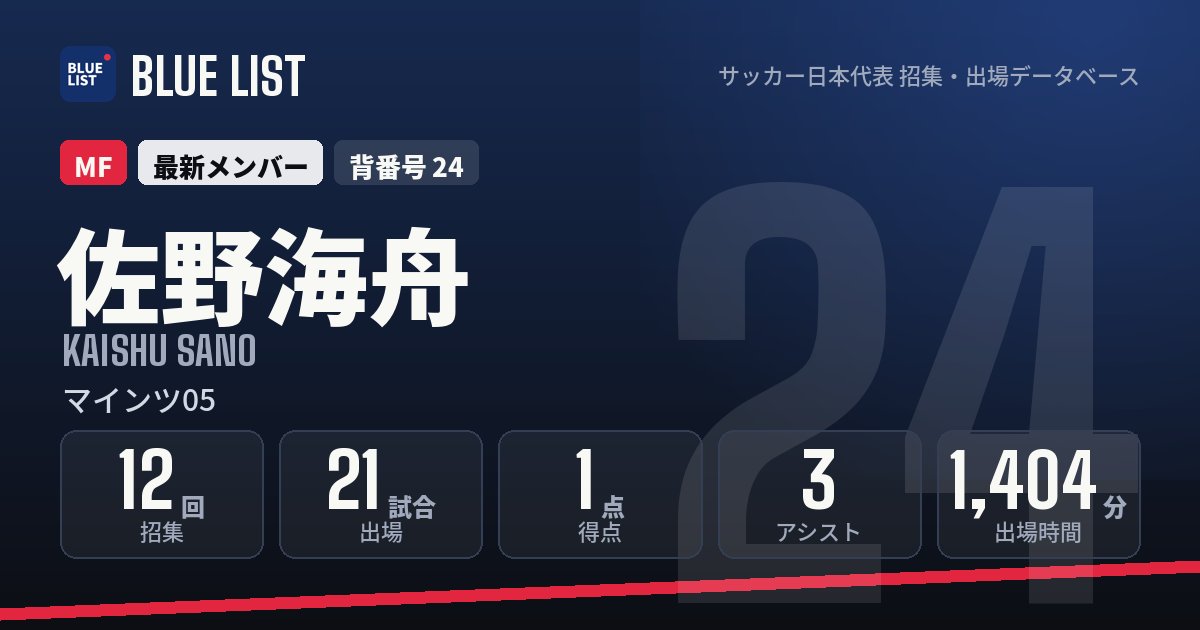 BLUE LIST
BLUE LIST
サッカー日本代表 招集・出場データベース
MF
最新メンバー
背番号 24
24
佐野海舟
KAISHU SANO
マインツ05
12回
招集
21試合
出場
1点
得点
3
アシスト
1,404分
出場時間